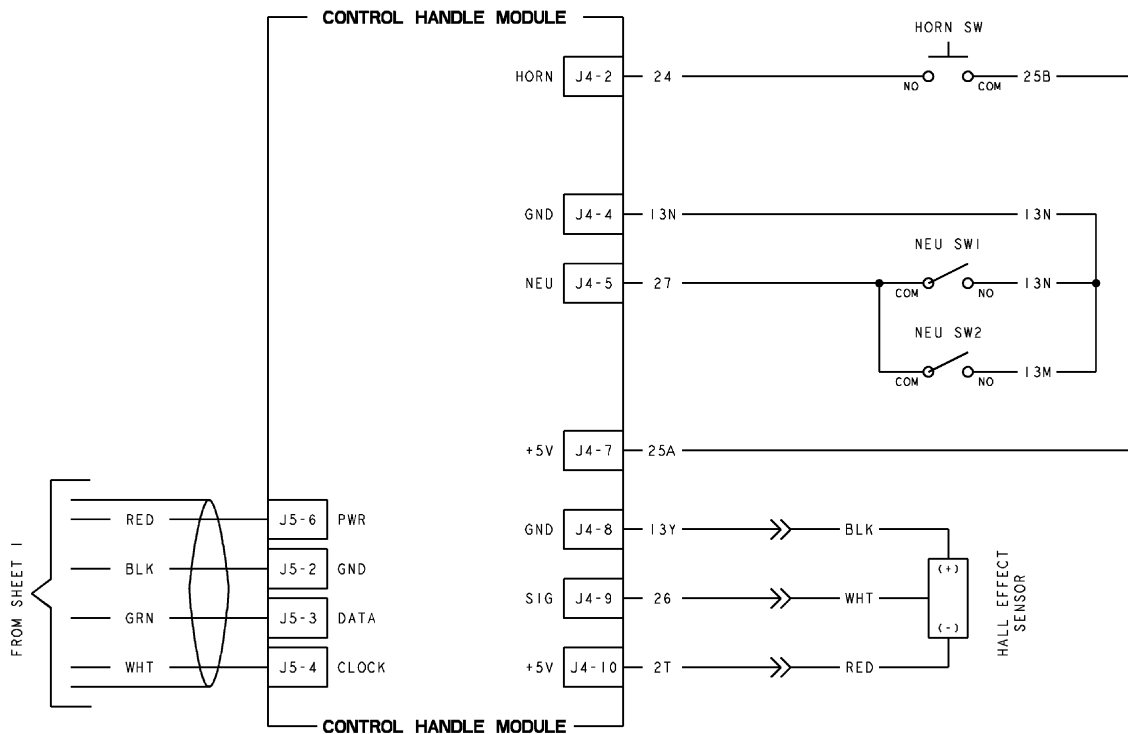 CONTROL HANDLE MODULE
HORN SW
HORN J4-2 24 NO COM 25B
GND J4-4 13N 13N
NEU SW1
NEU J4-5 27 COM NO 13N
NEU SW2
COM NO 13M
+5V J4-7 25A
FROM SHEET 1
RED J5-6 PWR
GND J4-8 13Y BLK
BLK J5-2 GND
(+)
SIG J4-9 26 WHT
HALL EFFECT
SENSOR
GRN J5-3 DATA
(-)
WHT J5-4 CLOCK
+5V J4-10 2T RED
CONTROL HANDLE MODULE